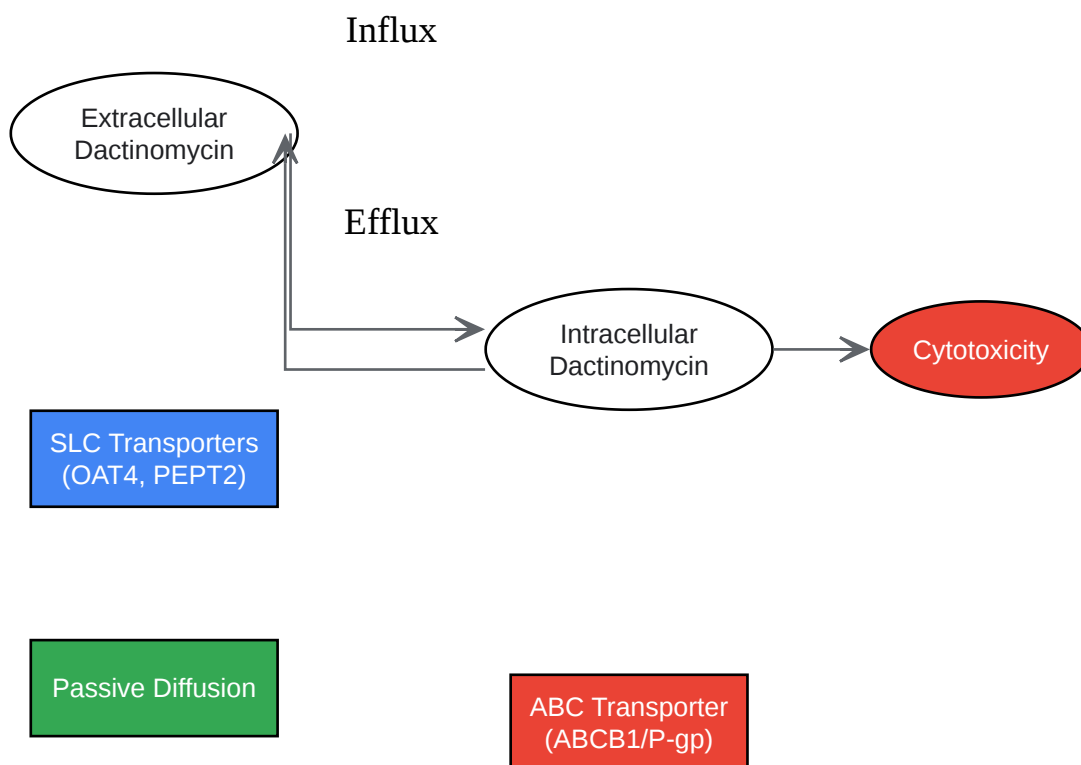 Influx
Extracellular
Dactinomycin
Efflux
Intracellular
Dactinomycin
Cytotoxicity
SLC Transporters
(OAT4, PEPT2)
Passive Diffusion
ABC Transporter
(ABCB1/P-gp)